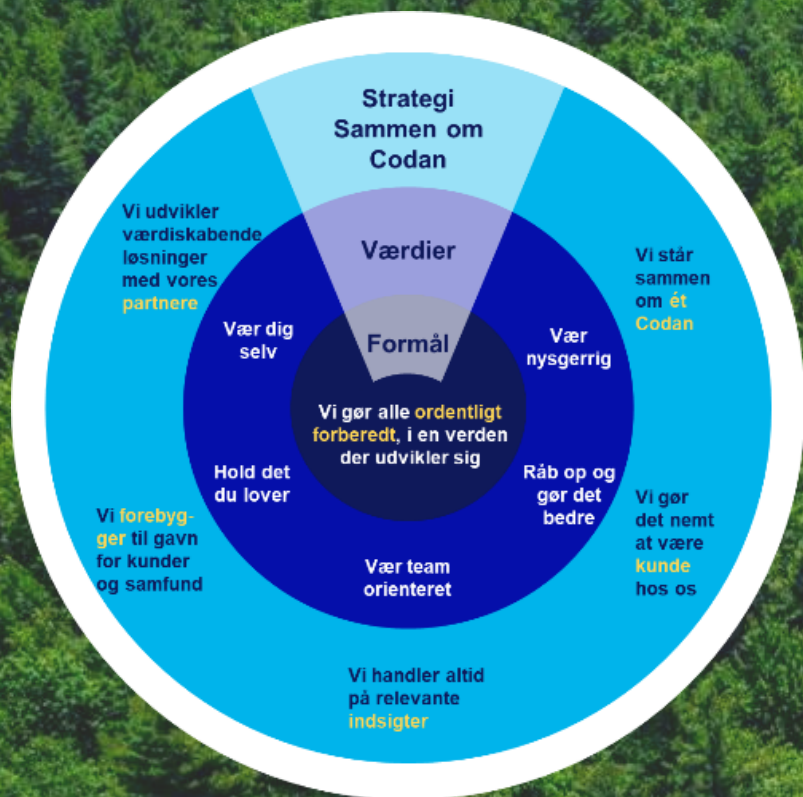 Strategi
Sammen om
Codan
Værdier
Formål
Vi gør alle ordentligt
forberedt, i en verden
der udvikler sig
Vær dig
selv
Vær
nysgerrig
Hold det
du lover
Råb op og
gør det
bedre
Vær team
orienteret
Vi udvikler
værdiskabende
løsninger
med vores
partnere
Vi står
sammen
om ét
Codan
Vi forebyg-
ger til gavn
for kunder
og samfund
Vi gør
det nemt
at være
kunde
hos os
Vi handler altid
på relevante
indsigter